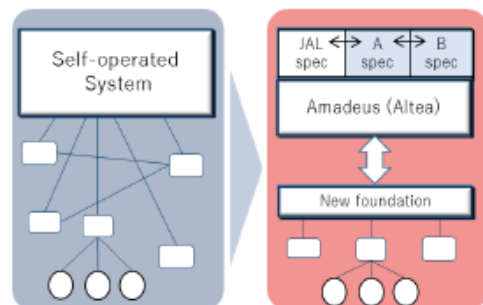 Self-operated
System
JAL A B
spec spec spec
Amadeus (Altea)
New foundation